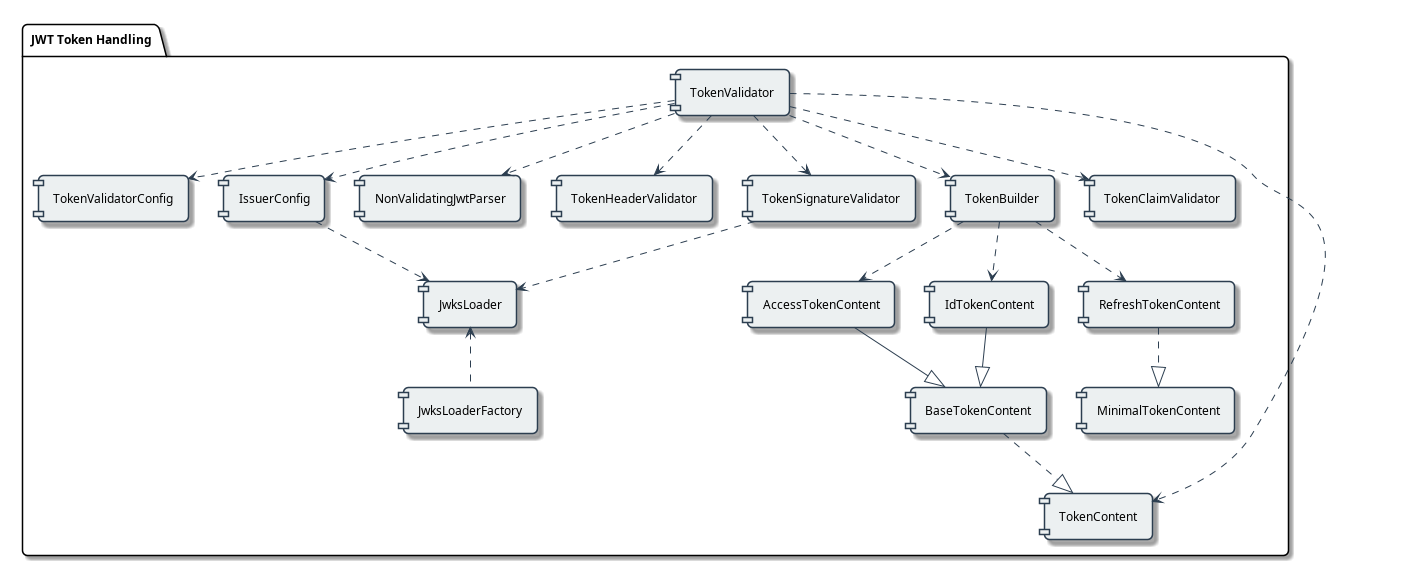 JWT Token Handling
TokenValidator
TokenValidatorConfig
IssuerConfig
NonValidatingJwtParser
TokenHeaderValidator
TokenSignatureValidator
TokenBuilder
TokenClaimValidator
JwksLoader
AccessTokenContent
IdTokenContent
RefreshTokenContent
JwksLoaderFactory
BaseTokenContent
MinimalTokenContent
TokenContent